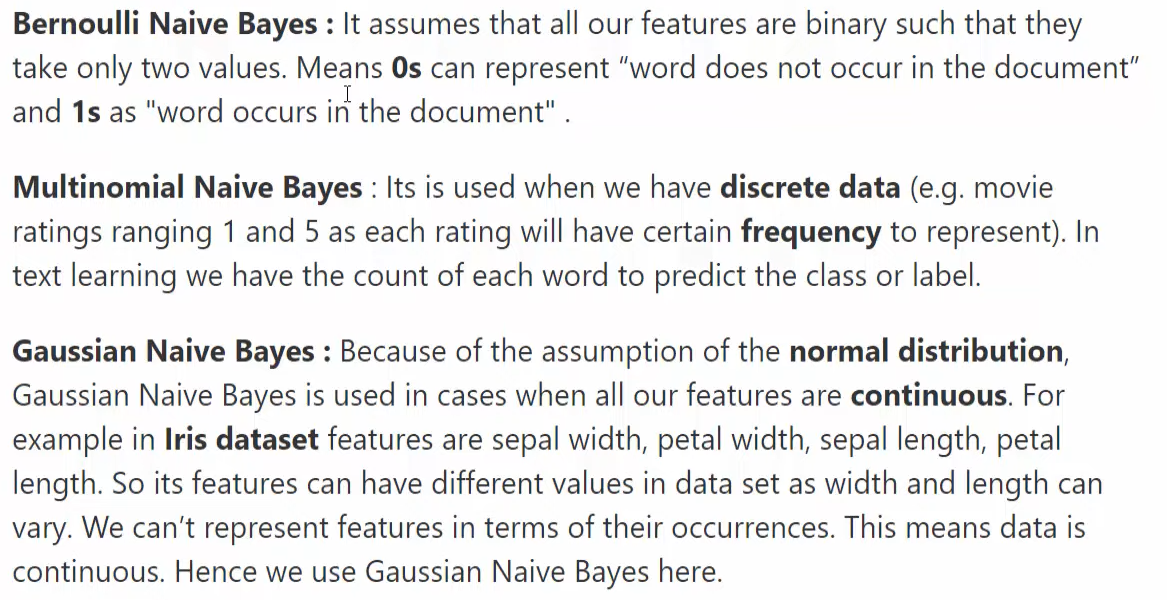 Bernoulli Naive Bayes : It assumes that all our features are binary such that they
take only two values. Means 0s can represent “word does not occur in the document”
and 1s as "word occurs in the document" .
Multinomial Naive Bayes : Its is used when we have discrete data (e.g. movie
ratings ranging 1 and 5 as each rating will have certain frequency to represent). In
text learning we have the count of each word to predict the class or label.
Gaussian Naive Bayes : Because of the assumption of the normal distribution,
Gaussian Naive Bayes is used in cases when all our features are continuous. For
example in Iris dataset features are sepal width, petal width, sepal length, petal
length. So its features can have different values in data set as width and length can
vary. We can’t represent features in terms of their occurrences. This means data is
continuous. Hence we use Gaussian Naive Bayes here.